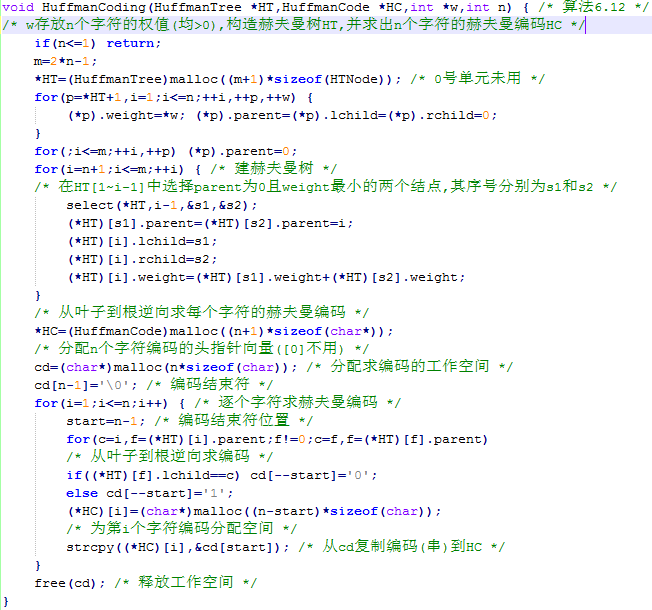 void HuffmanCoding(HuffmanTree *HT,HuffmanCode *HC,int *w,int n) { /* 算法6.12 */
/* w存放n个字符的权值(均>0),构造赫夫曼树HT,并求出n个字符的赫夫曼编码HC */
if(n<=1) return;
m=2*n-1;
*HT=(HuffmanTree)malloc((m+1)*sizeof(HTNode)); /* 0号单元未用 */
for(p=*HT+1,i=1;i<=n;++i,++p,++w) {
(*p).weight=*w; (*p).parent=(*p).lchild=(*p).rchild=0;
}
for(;i<=m;++i,++p) (*p).parent=0;
for(i=n+1;i<=m;++i) { /* 建赫夫曼树 */
/* 在HT[1~i-1]中选择parent为0且weight最小的两个结点,其序号分别为s1和s2 */
select(*HT,i-1,&s1,&s2);
(*HT)[s1].parent=(*HT)[s2].parent=i;
(*HT)[i].lchild=s1;
(*HT)[i].rchild=s2;
(*HT)[i].weight=(*HT)[s1].weight+(*HT)[s2].weight;
}
/* 从叶子到根逆向求每个字符的赫夫曼编码 */
*HC=(HuffmanCode)malloc((n+1)*sizeof(char*));
/* 分配n个字符编码的头指针向量([0]不用) */
cd=(char*)malloc(n*sizeof(char)); /* 分配求编码的工作空间 */
cd[n-1]='\0'; /* 编码结束符 */
for(i=1;i<=n;i++) { /* 逐个字符求赫夫曼编码 */
start=n-1; /* 编码结束符位置 */
for(c=i,f=(*HT)[i].parent;f!=0;c=f,f=(*HT)[f].parent)
/* 从叶子到根逆向求编码 */
if((*HT)[f].lchild==c) cd[--start]='0';
else cd[--start]='1';
(*HC)[i]=(char*)malloc((n-start)*sizeof(char));
/* 为第i个字符编码分配空间 */
strcpy((*HC)[i],&cd[start]); /* 从cd复制编码(串)到HC */
}
free(cd); /* 释放工作空间 */
}